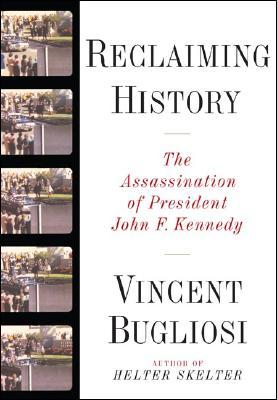 RECLAIMING
HISTORY
The
Assassination
of President
John F. Kennedy
VINCENT
BUGLIOSI
AUTHOR OF
HELTER SKELTER